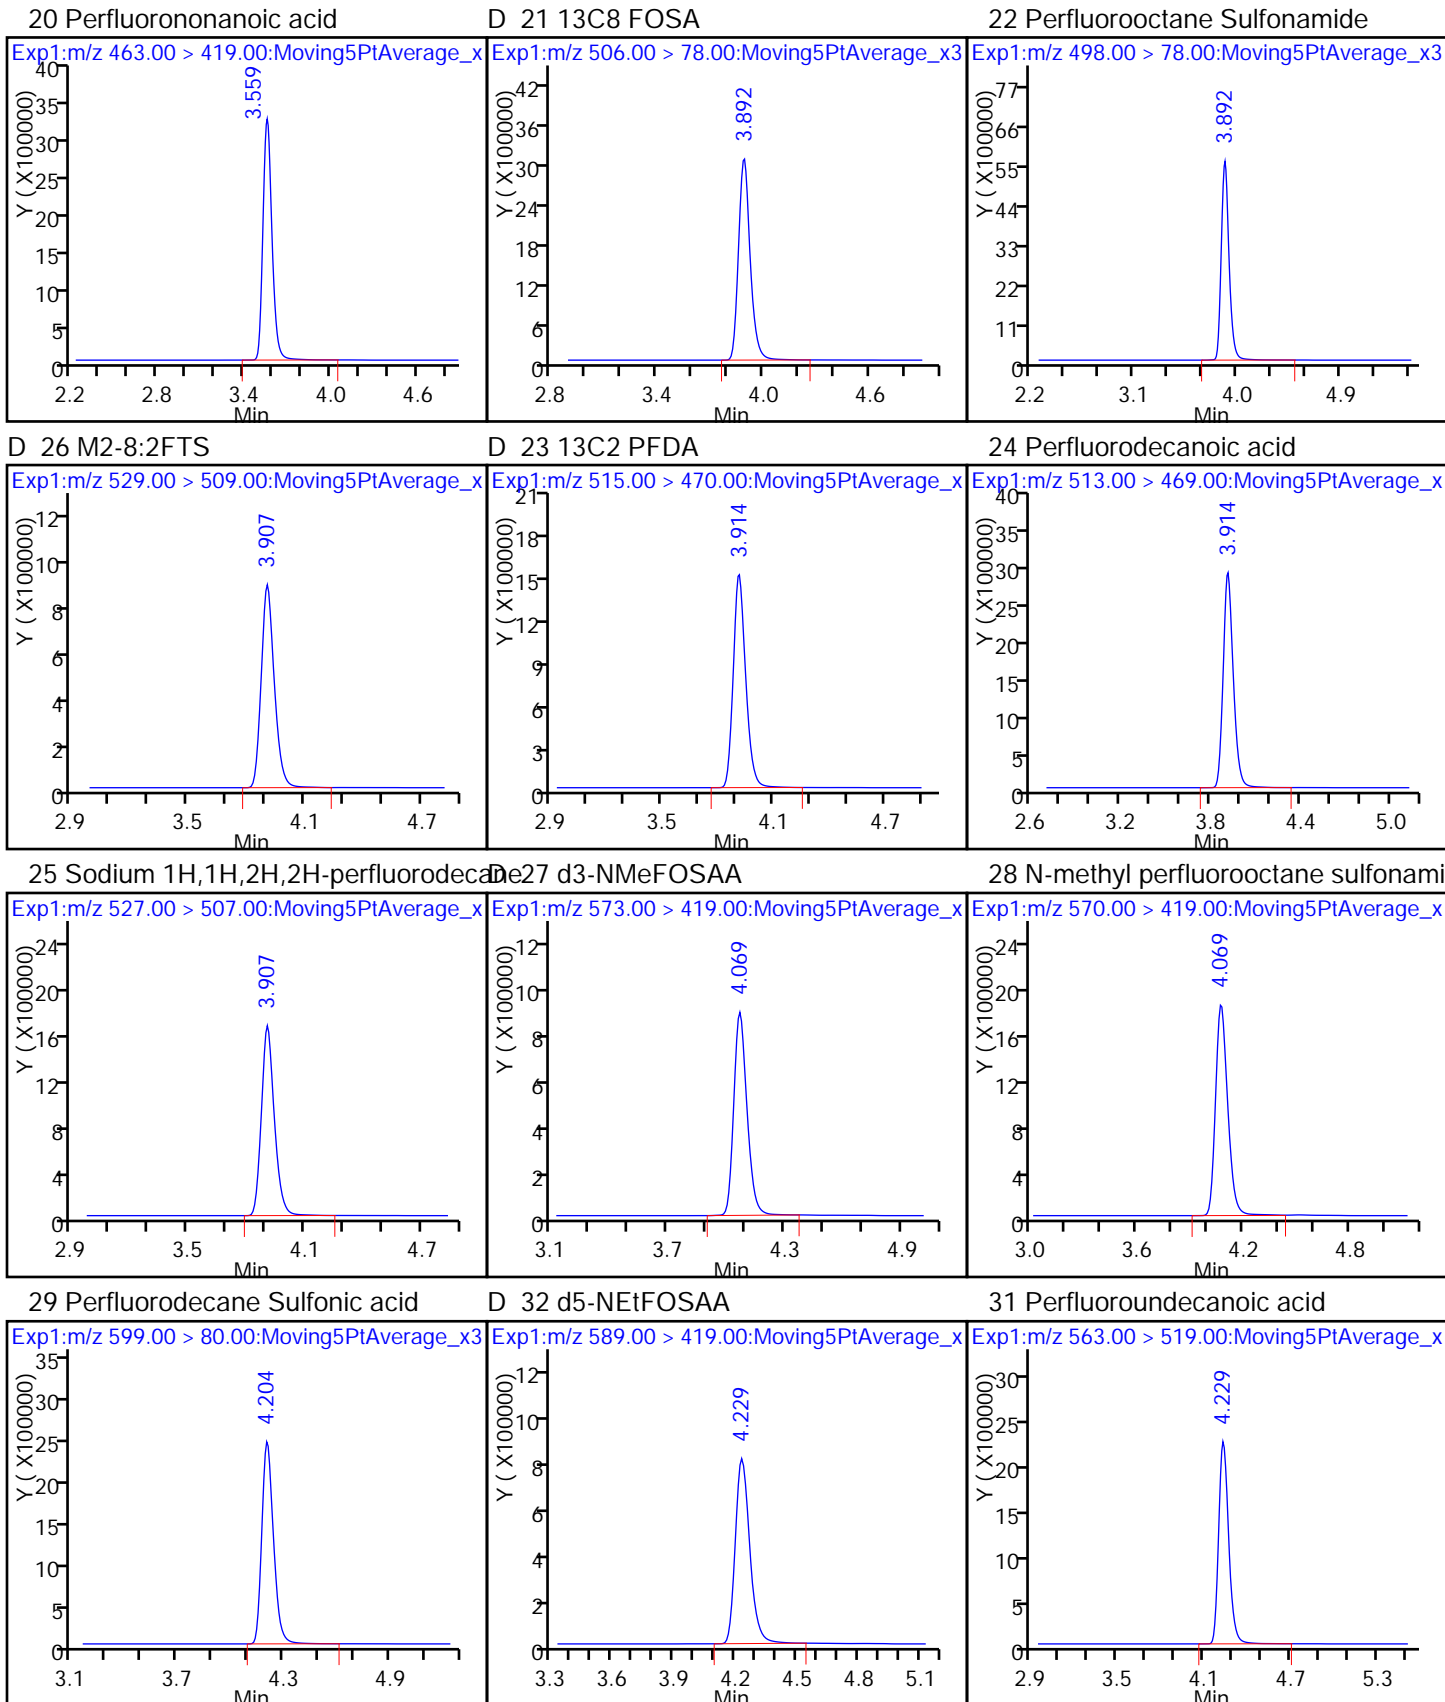 20 Perfluorononanoic acid
Exp1:m/z 463.00 > 419.00:Moving5PtAverage_x
Y ( X100000)
40
35
30
25
20
15
10
5
0
3.559
2.2 2.8 3.4 4.0 4.6
Min
D 21 13C8 FOSA
Exp1:m/z 506.00 > 78.00:Moving5PtAverage_x3
Y ( X100000)
42
36
30
24
18
12
6
0
3.892
2.8 3.4 4.0 4.6
Min
22 Perfluorooctane Sulfonamide
Exp1:m/z 498.00 > 78.00:Moving5PtAverage_x3
Y ( X100000)
77
66
55
44
33
22
11
0
3.892
2.2 3.1 4.0 4.9
Min
D 26 M2-8:2FTS
Exp1:m/z 529.00 > 509.00:Moving5PtAverage_x
Y ( X100000)
12
10
8
6
4
2
0
3.907
2.9 3.5 4.1 4.7
Min
D 23 13C2 PFDA
Exp1:m/z 515.00 > 470.00:Moving5PtAverage_x
Y ( X100000)
21
18
15
12
9
6
3
0
3.914
2.9 3.5 4.1 4.7
Min
24 Perfluorodecanoic acid
Exp1:m/z 513.00 > 469.00:Moving5PtAverage_x
Y ( X100000)
40
35
30
25
20
15
10
5
0
3.914
2.6 3.2 3.8 4.4 5.0
Min
25 Sodium 1H,1H,2H,2H-perfluorodecane
Exp1:m/z 527.00 > 507.00:Moving5PtAverage_x
Y ( X100000)
24
20
16
12
8
4
0
3.907
2.9 3.5 4.1 4.7
Min
D 27 d3-NMeFOSAA
Exp1:m/z 573.00 > 419.00:Moving5PtAverage_x
Y ( X100000)
12
10
8
6
4
2
0
4.069
3.1 3.7 4.3 4.9
Min
28 N-methyl perfluorooctane sulfonami
Exp1:m/z 570.00 > 419.00:Moving5PtAverage_x
Y ( X100000)
24
20
16
12
8
4
0
4.069
3.0 3.6 4.2 4.8
Min
29 Perfluorodecane Sulfonic acid
Exp1:m/z 599.00 > 80.00:Moving5PtAverage_x3
Y ( X100000)
35
30
25
20
15
10
5
0
4.204
3.1 3.7 4.3 4.9
Min
D 32 d5-NEtFOSAA
Exp1:m/z 589.00 > 419.00:Moving5PtAverage_x
Y ( X100000)
12
10
8
6
4
2
0
4.229
3.3 3.6 3.9 4.2 4.5 4.8 5.1
Min
31 Perfluoroundecanoic acid
Exp1:m/z 563.00 > 519.00:Moving5PtAverage_x
Y ( X100000)
30
25
20
15
10
5
0
4.229
2.9 3.5 4.1 4.7 5.3
Min